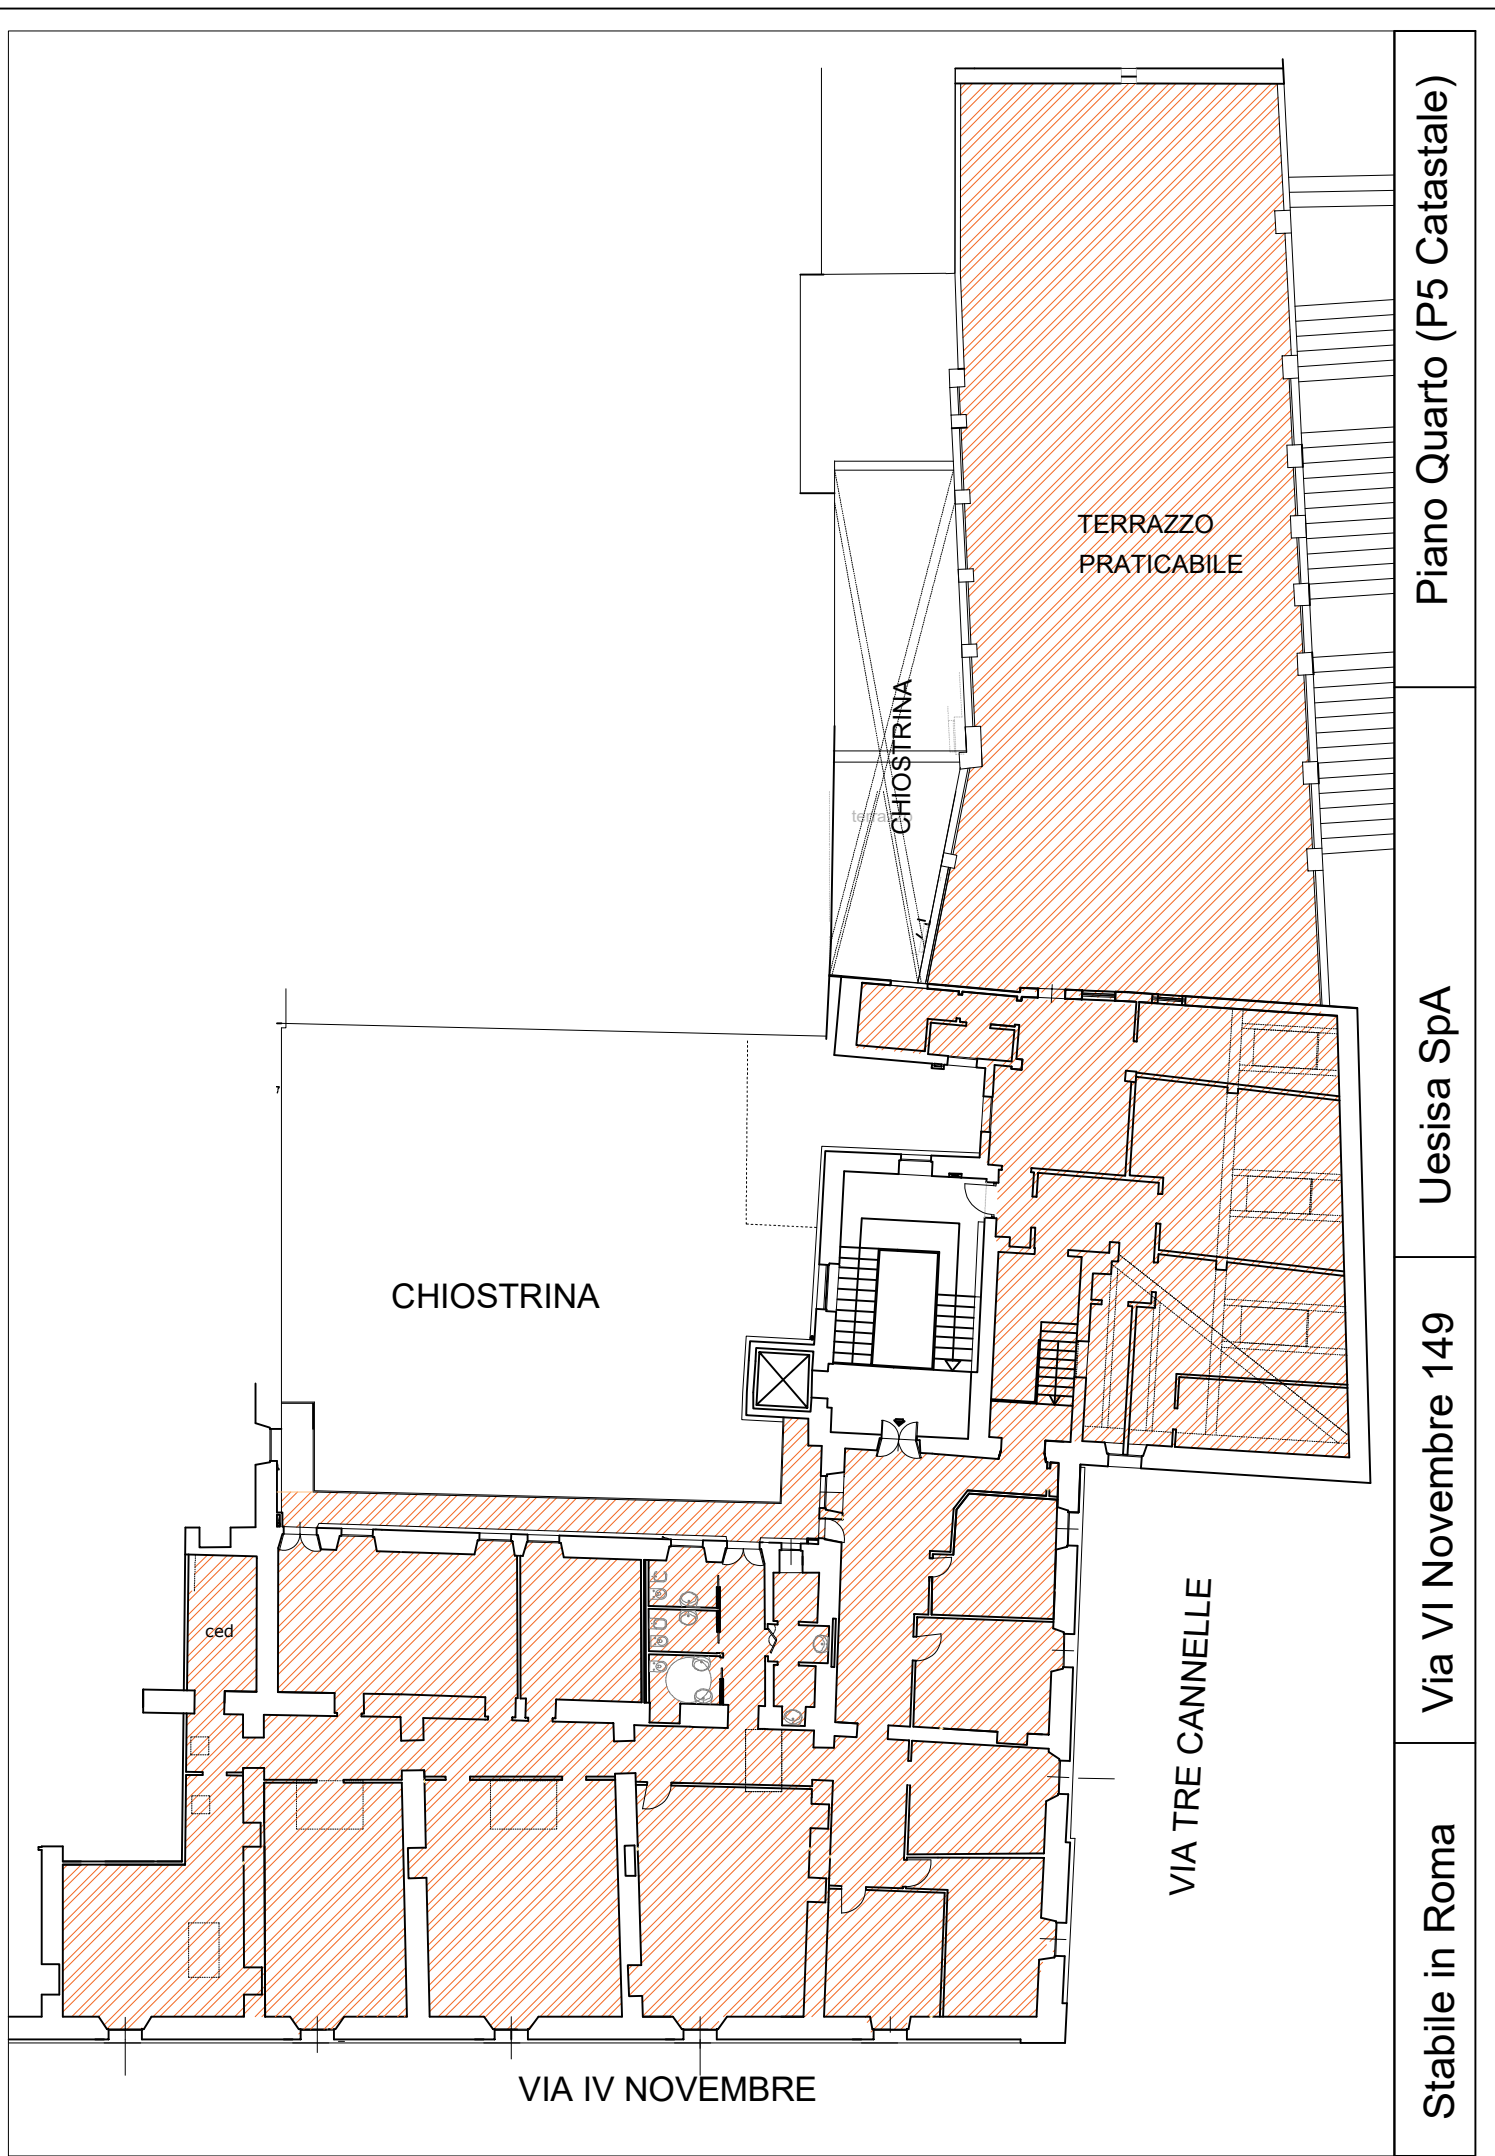 Piano Quarto (P5 Catastale)
Uesisa SpA
Via VI Novembre 149
Stabile in Roma
TERRAZZO
PRATICABILE
CHIOSTRINA
terrazzo
CHIOSTRINA
ced
VIA TRE CANNELLE
VIA IV NOVEMBRE